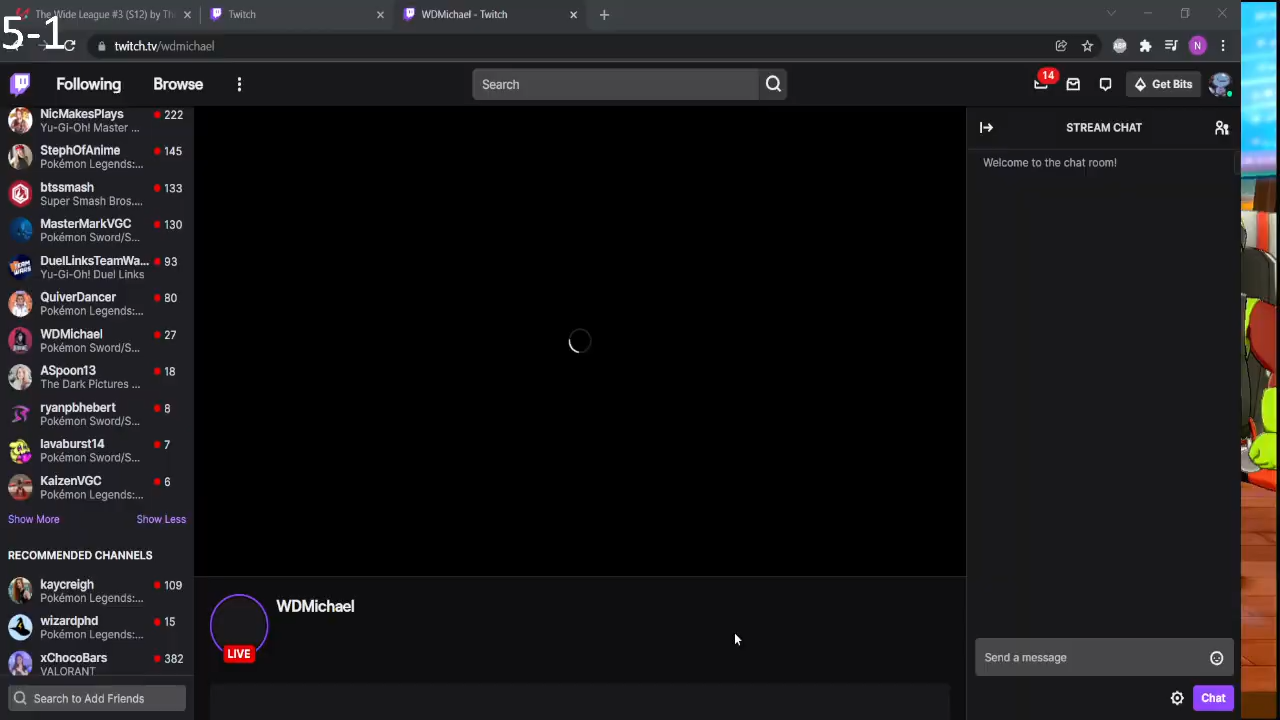 The Wide League #3 (S12) by Th
Twitch
WDMichael - Twitch
5-1
twitch.tv/wdmichael
ABP
N
Following
Browse
Search
14
Get Bits
NicMakesPlays
222
Yu-Gi-Oh! Master ...
StephOfAnime
145
Pokémon Legends:...
btssmash
133
Super Smash Bros....
MasterMarkVGC
130
Pokémon Sword/S...
DuelLinksTeamWa...
93
Yu-Gi-Oh! Duel Links
QuiverDancer
80
Pokémon Legends:...
WDMichael
27
Pokémon Sword/S...
ASpoon13
18
The Dark Pictures ...
ryanpbhebert
8
Pokémon Sword/S...
lavaburst14
7
Pokémon Sword/S...
KaizenVGC
6
Pokémon Legends:...
Show More
Show Less
RECOMMENDED CHANNELS
kaycreigh
109
Pokémon Legends:...
wizardphd
15
Pokémon Legends:...
xChocoBars
382
VALORANT
Search to Add Friends
WDMichael
LIVE
STREAM CHAT
Welcome to the chat room!
Send a message
Chat